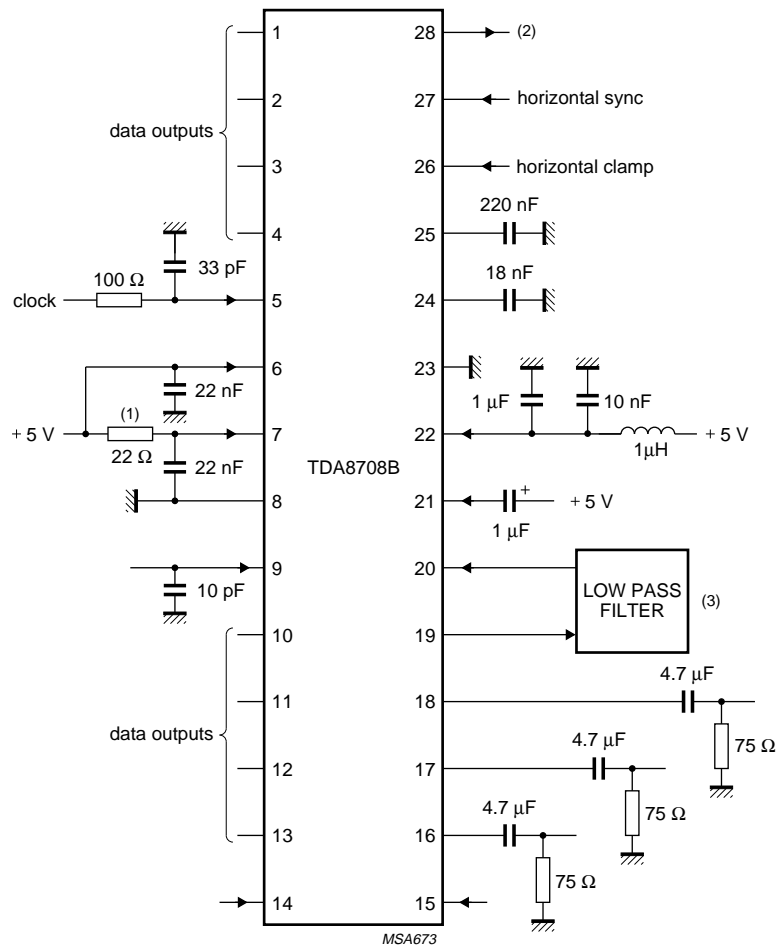 1 28 (2)
2 27 horizontal sync
data outputs
3 26 horizontal clamp
220 nF
4 25
33 pF
100 Ω 18 nF
clock 5 24
6 23
22 nF 1 µF 10 nF
(1)
+ 5 V 7 22 + 5 V
22 Ω 1µH
22 nF TDA8708B
8 21 + + 5 V
1 µF
9 20
10 pF LOW PASS
FILTER (3)
10 19
4.7 µF
11 18
data outputs 75 Ω
4.7 µF
12 17
75 Ω
4.7 µF
13 16
75 Ω
14 15
MSA673